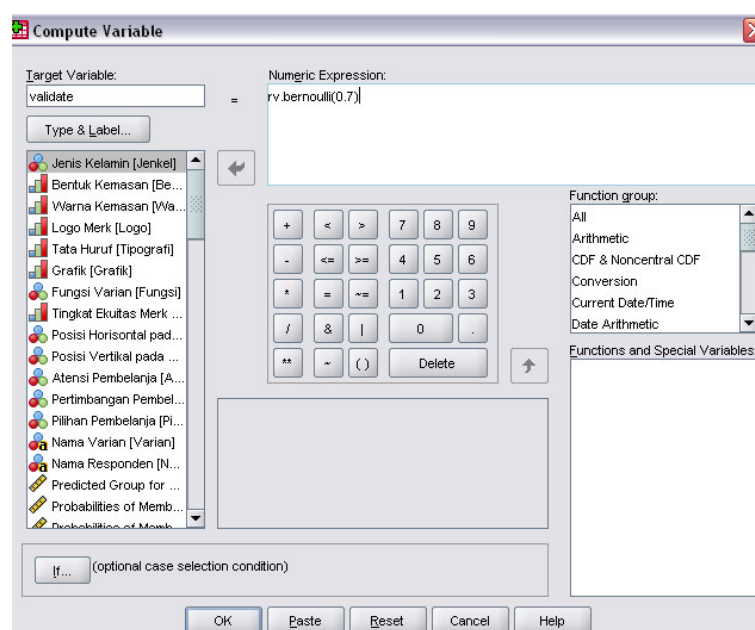 Compute Variable
Target Variable:
validate
=
Numeric Expression:
rv.bernoulli(0.7)
Type & Label...
Jenis Kelamin [Jenkel]
Bentuk Kemasan [Be...
Warna Kemasan [Wa...
Logo Merk [Logo]
Tata Huruf [Tipografi]
Grafik [Grafik]
Fungsi Varian [Fungsi]
Tingkat Ekuitas Merk ...
Posisi Horisontal pad...
Posisi Vertikal pada ...
Atensi Pembelanja [A...
Pertimbangan Pembel...
Pilihan Pembelanja [Pi...
Nama Varian [Varian]
Nama Responden [N...
Predicted Group for ...
Probabilities of Memb...
Probabilities of Memb...
+ < > 7 8 9
- <= >= 4 5 6
* = ~= 1 2 3
/ & | 0 .
** ~ ( ) Delete
Function group:
All
Arithmetic
CDF & Noncentral CDF
Conversion
Current Date/Time
Date Arithmetic
Functions and Special Variables:
If...
(optional case selection condition)
OK
Paste
Reset
Cancel
Help